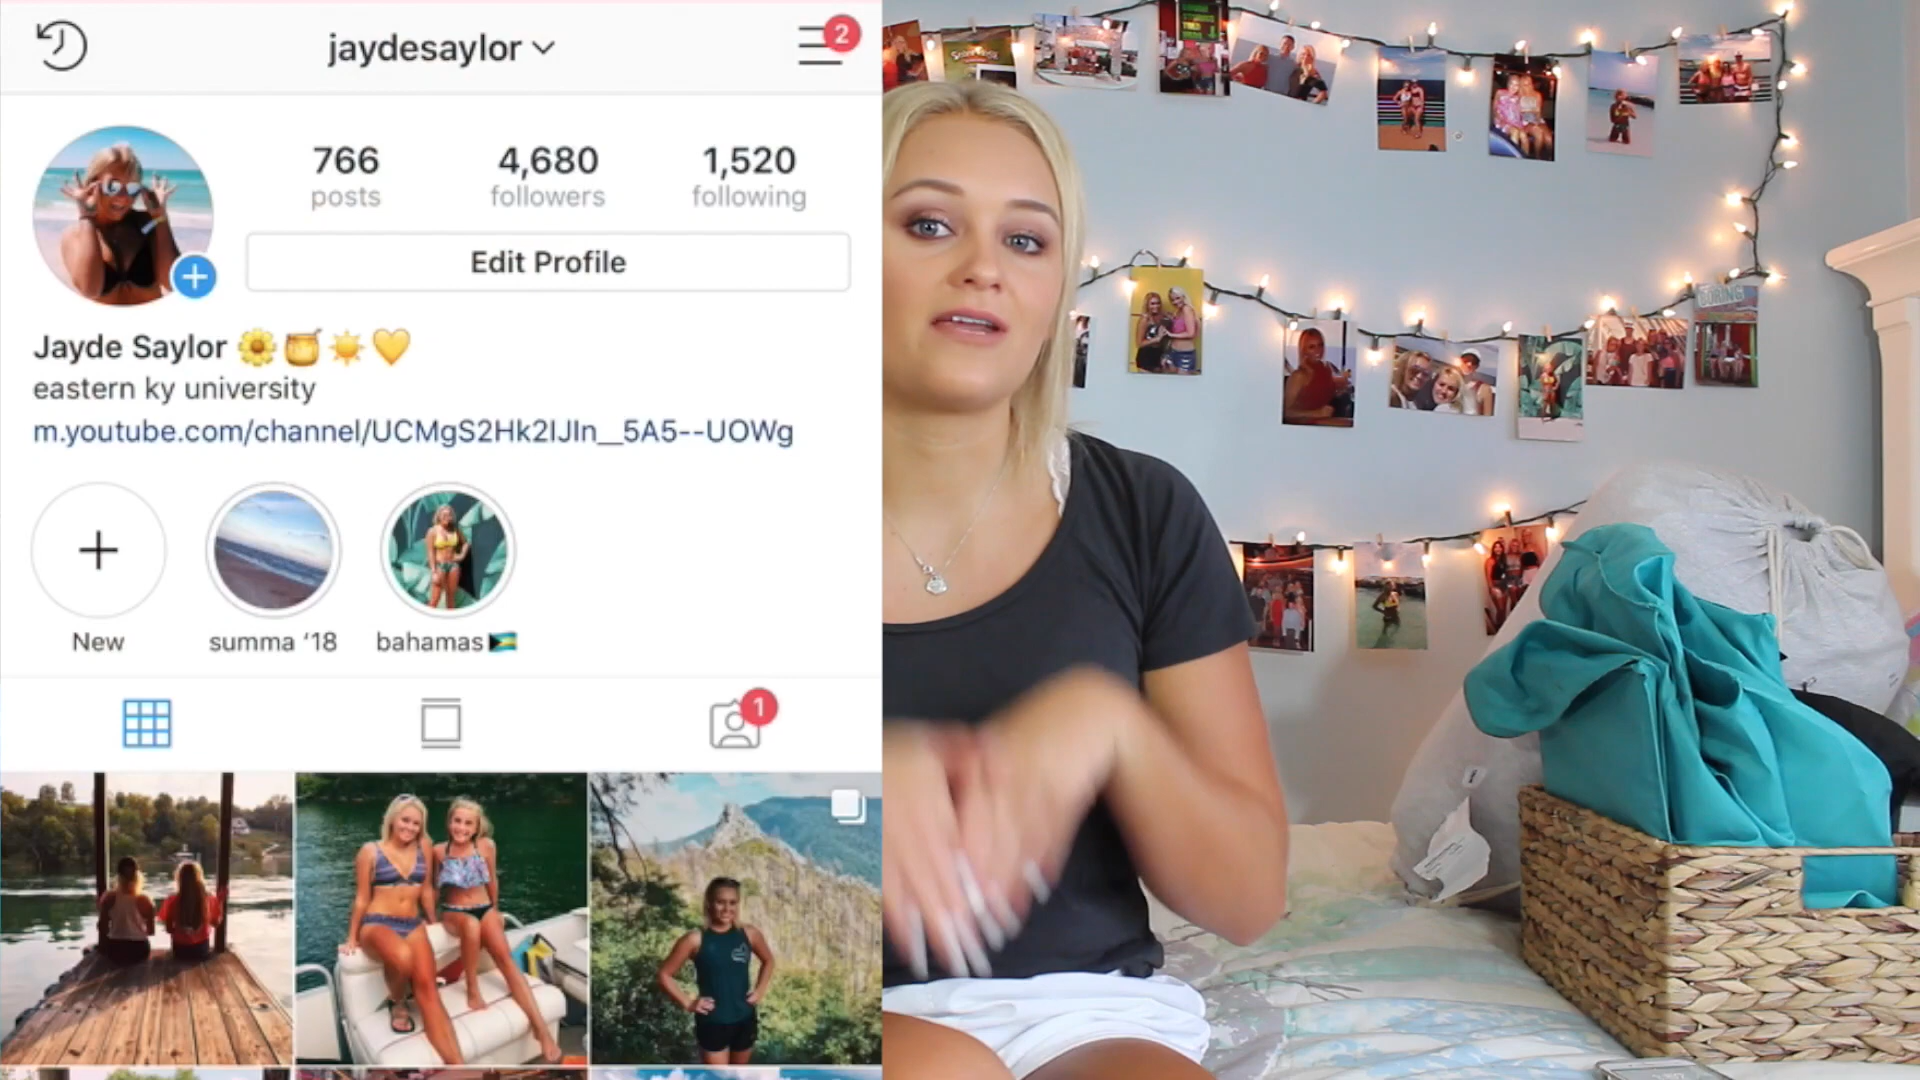 jaydesaylor
2
766
4,680
1,520
posts
followers
following
Edit Profile
Jayde Saylor
eastern ky university
m.youtube.com/channel/UCMgS2Hk2IJIn__5A5--UOWg
New
summa ‘18
bahamas
1